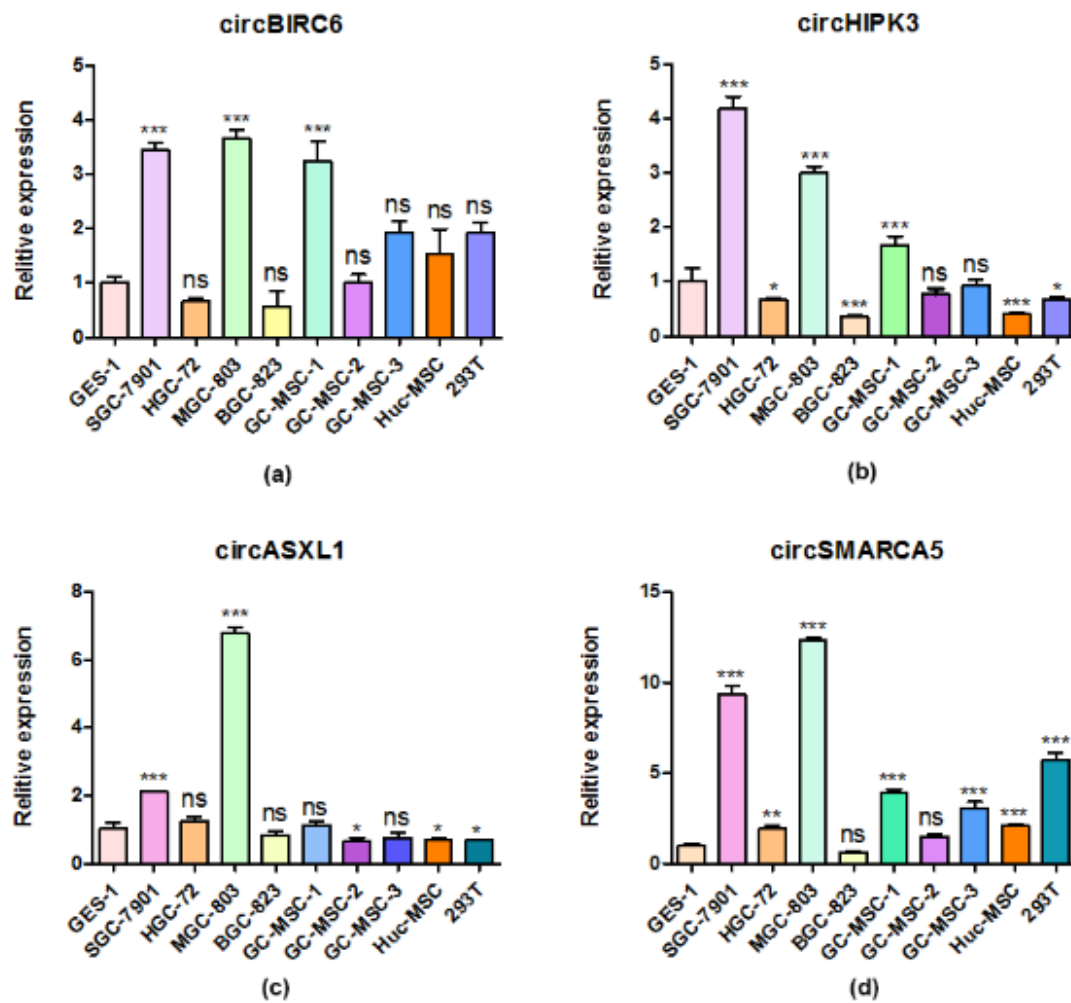 circBIRC6
Relitive expression
5
4
3
2
1
0
***
ns
***
ns
***
ns
ns
ns
ns
GES-1
SGC-7901
HGC-72
MGC-803
BGC-823
GC-MSC-1
GC-MSC-2
GC-MSC-3
Huc-MSC
293T
(a)
circHIPK3
Relitive expression
5
4
3
2
1
0
***
*
***
***
***
ns
ns
***
*
GES-1
SGC-7901
HGC-72
MGC-803
BGC-823
GC-MSC-1
GC-MSC-2
GC-MSC-3
Huc-MSC
293T
(b)
circASXL1
Relitive expression
8
6
4
2
0
***
ns
***
ns
ns
*
ns
*
*
GES-1
SGC-7901
HGC-72
MGC-803
BGC-823
GC-MSC-1
GC-MSC-2
GC-MSC-3
Huc-MSC
293T
(c)
circSMARCA5
Relitive expression
15
10
5
0
***
**
***
ns
***
ns
***
***
***
GES-1
SGC-7901
HGC-72
MGC-803
BGC-823
GC-MSC-1
GC-MSC-2
GC-MSC-3
Huc-MSC
293T
(d)